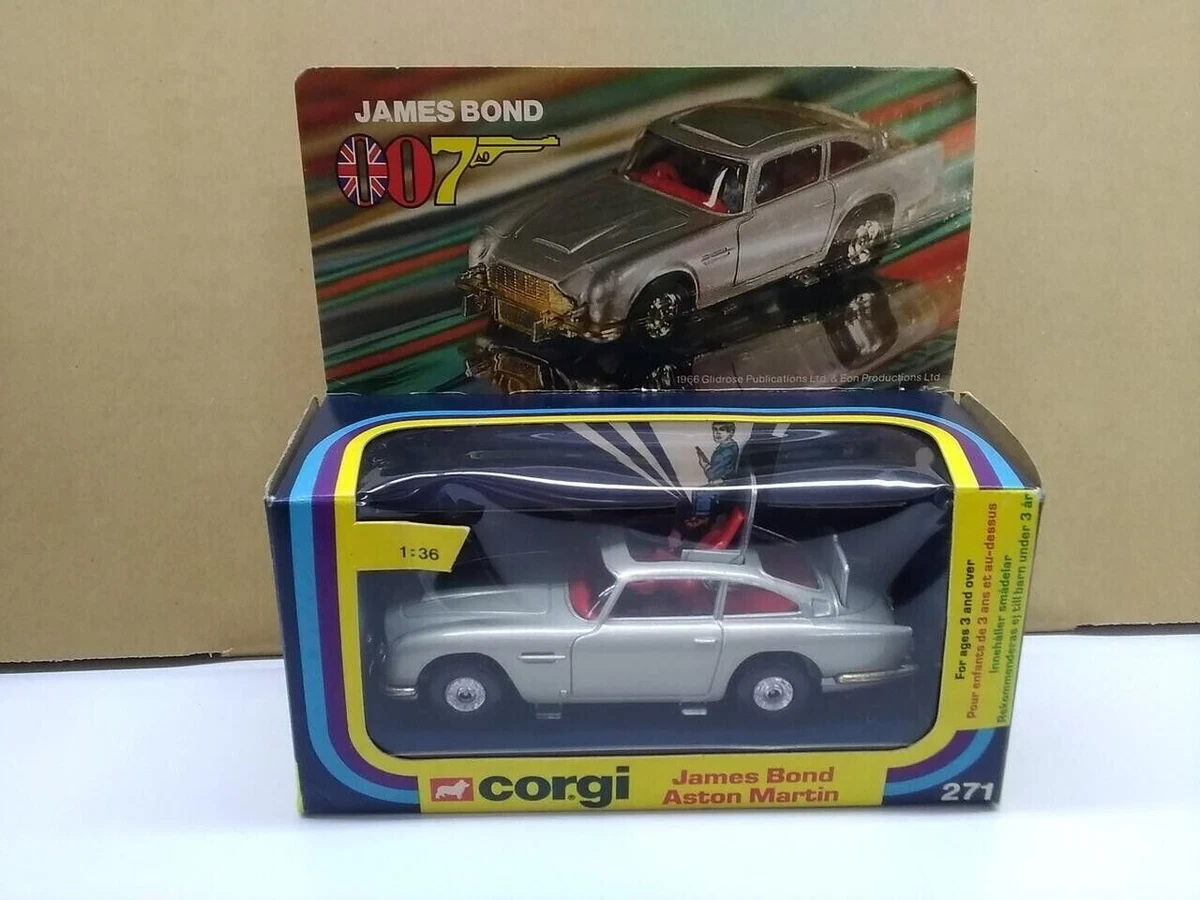 JAMES BOND
007
1966 Glidrose Publications Ltd. & Eon Productions Ltd.
1:36
For ages 3 and over
Pour enfants de 3 ans et au-dessus
Innehåller smådelar
Rekommenderas ej till barn under 3 år
corgi
James Bond
Aston Martin
271